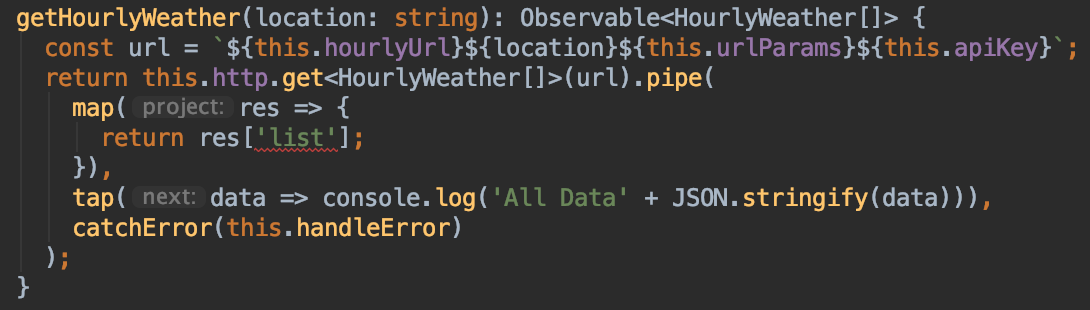 getHourlyWeather(location: string): Observable<HourlyWeather[]> {
const url = `${this.hourlyUrl}${location}${this.urlParams}${this.apiKey}`;
return this.http.get<HourlyWeather[]>(url).pipe(
map( project: res => {
return res['list'];
}),
tap( next: data => console.log('All Data' + JSON.stringify(data))),
catchError(this.handleError)
);
}